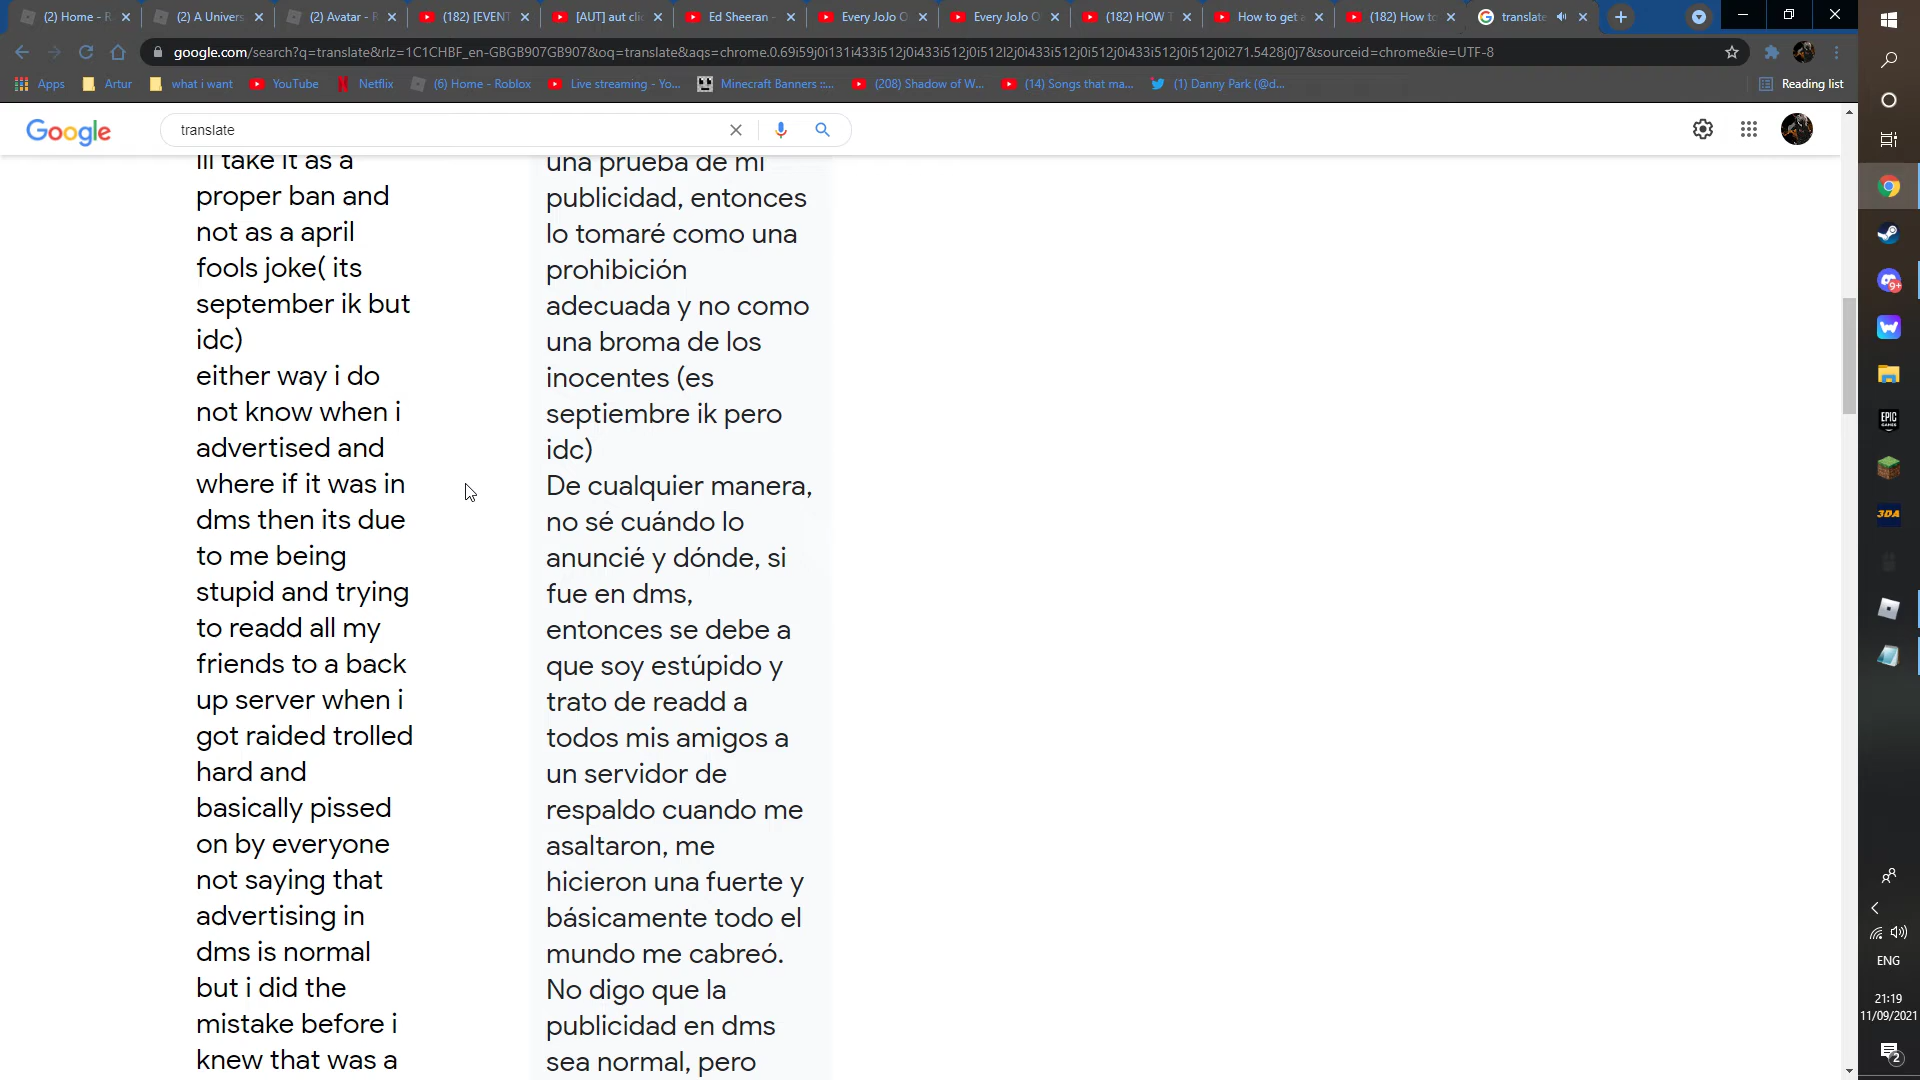 (2) Home - R
(2) A Univers
(2) Avatar - R
(182) [EVENT
[AUT] aut clic
Ed Sheeran -
Every JoJo O
Every JoJo O
(182) HOW T
How to get a
(182) How to
translate
google.com/search?q=translate&rlz=1C1CHBF_en-GBGB907GB907&oq=translate&aqs=chrome.0.69i59j0i131i433i512j0i433i512j0i512l2j0i433i512j0i512j0i433i512j0i512j0i271.5428j0j7&sourceid=chrome&ie=UTF-8
Apps
Artur
what i want
YouTube
Netflix
(6) Home - Roblox
Live streaming - Yo...
Minecraft Banners ::...
(208) Shadow of W...
(14) Songs that ma...
(1) Danny Park (@d...
Reading list
Google
translate
ill take it as a
proper ban and
not as a april
fools joke( its
september ik but
idc)
either way i do
not know when i
advertised and
where if it was in
dms then its due
to me being
stupid and trying
to readd all my
friends to a back
up server when i
got raided trolled
hard and
basically pissed
on by everyone
not saying that
advertising in
dms is normal
but i did the
mistake before i
knew that was a
una prueba de mi
publicidad, entonces
lo tomaré como una
prohibición
adecuada y no como
una broma de los
inocentes (es
septiembre ik pero
idc)
De cualquier manera,
no sé cuándo lo
anuncié y dónde, si
fue en dms,
entonces se debe a
que soy estúpido y
trato de readd a
todos mis amigos a
un servidor de
respaldo cuando me
asaltaron, me
hicieron una fuerte y
básicamente todo el
mundo me cabreó.
No digo que la
publicidad en dms
sea normal, pero
9+
EPIC
GAMES
3DA
ENG
21:19
11/09/2021
2